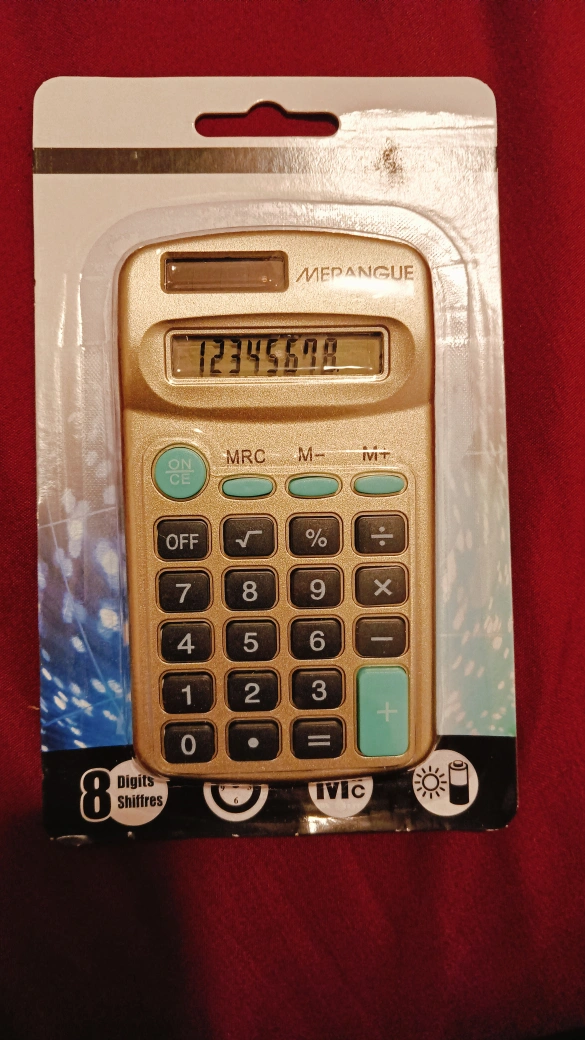 MERANGUE
12345678.
MRC M− M+
ON
CE
OFF √ % ÷
7 8 9 ×
4 5 6 −
1 2 3 +
0 • =
8 Digits
Shiffres
6
Mc